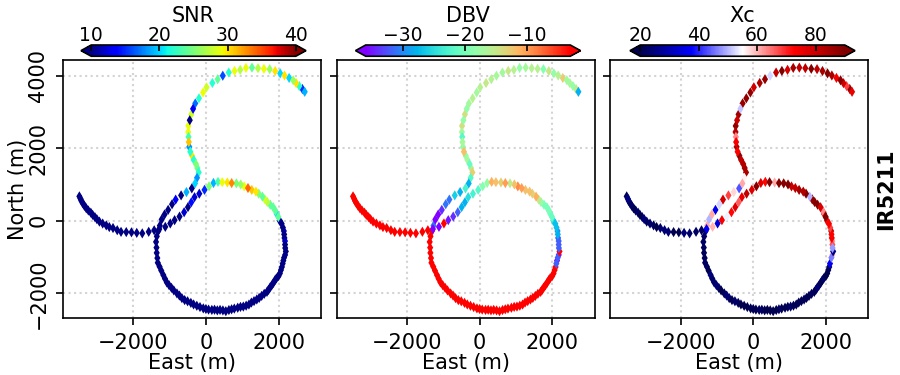 SNR DBV Xc
10 20 30 40 −30 −20 −10 20 40 60 80
4000
2000
0
−2000
North (m)
−2000 0 2000 −2000 0 2000 −2000 0 2000
East (m) East (m) East (m)
IR5211